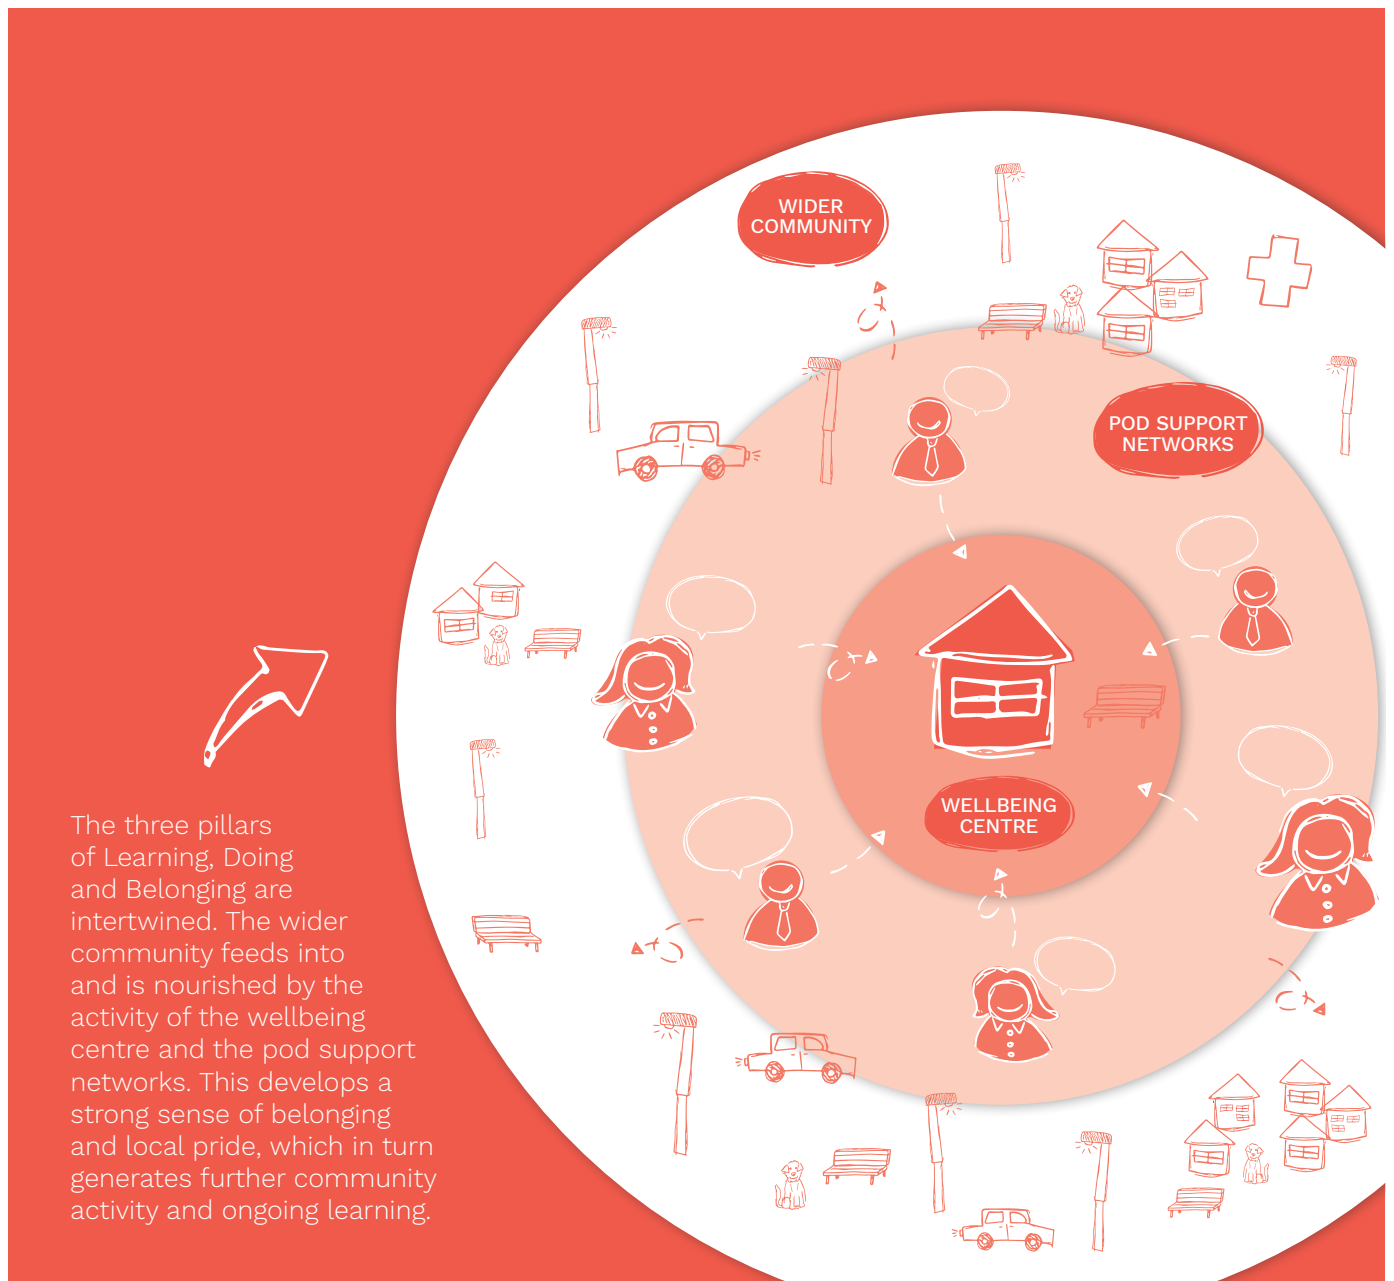 WIDER
COMMUNITY
POD SUPPORT
NETWORKS
WELLBEING
CENTRE
The three pillars
of Learning, Doing
and Belonging are
intertwined. The wider
community feeds into
and is nourished by the
activity of the wellbeing
centre and the pod support
networks. This develops a
strong sense of belonging
and local pride, which in turn
generates further community
activity and ongoing learning.